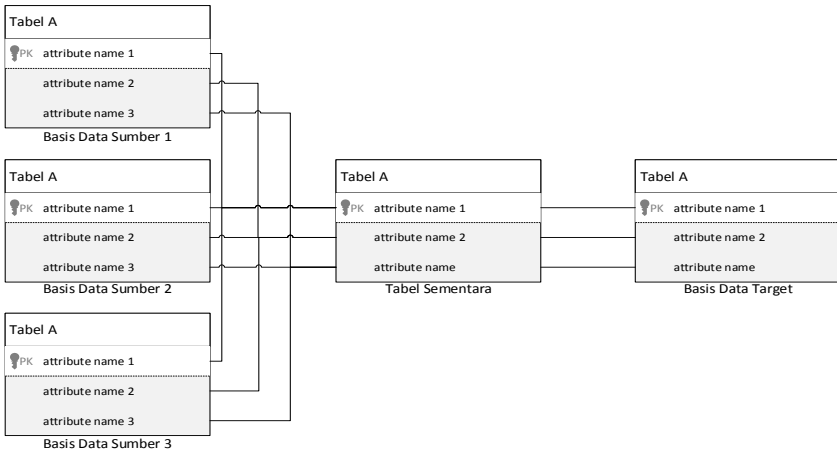 Tabel A
PK attribute name 1
attribute name 2
attribute name 3
Basis Data Sumber 1
Tabel A
PK attribute name 1
attribute name 2
attribute name 3
Basis Data Sumber 2
Tabel A
PK attribute name 1
attribute name 2
attribute name 3
Basis Data Sumber 3
Tabel A
PK attribute name 1
attribute name 2
attribute name
Tabel Sementara
Tabel A
PK attribute name 1
attribute name 2
attribute name
Basis Data Target